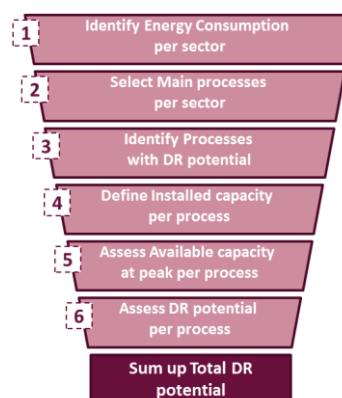 1
Identify Energy Consumption
per sector
2
Select Main processes
per sector
3
Identify Processes
with DR potential
4
Define Installed capacity
per process
5
Assess Available capacity
at peak per process
6
Assess DR potential
per process
Sum up Total DR
potential